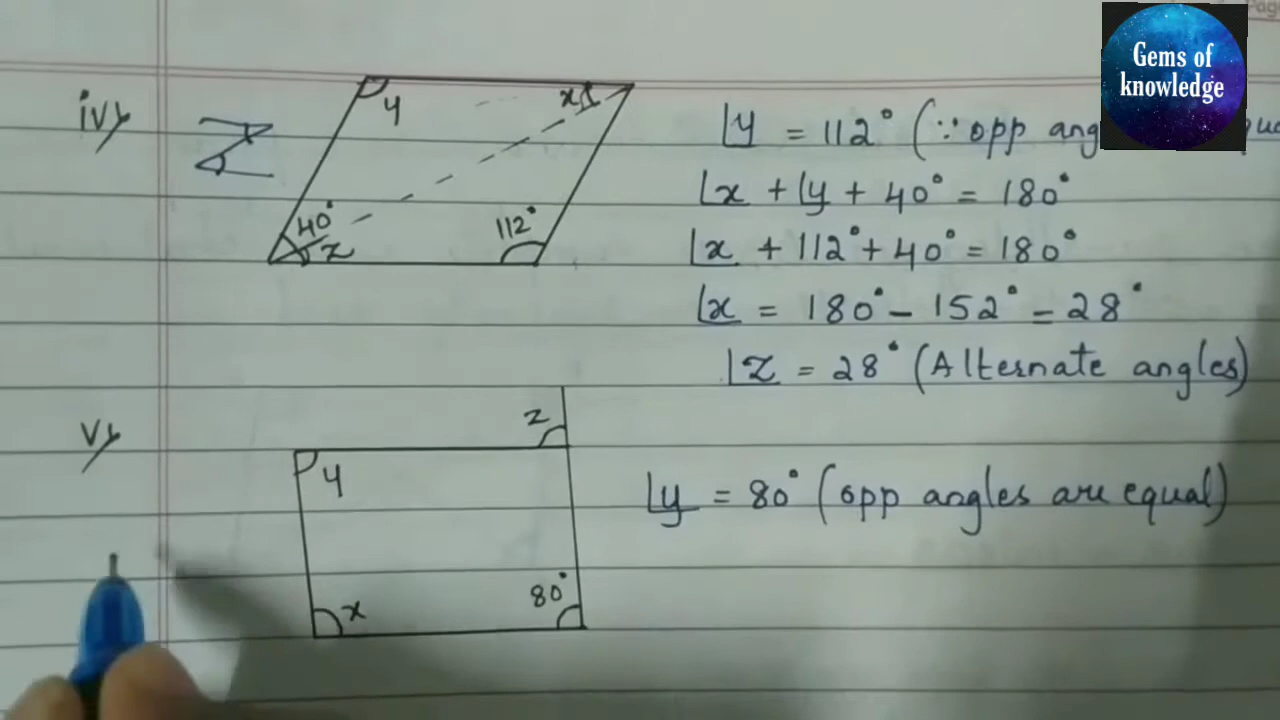 Gems of
knowledge
iv)
y
x
40°
z
112°
∠y = 112° (∵ opp ang
∠x + ∠y + 40° = 180°
∠x + 112° + 40° = 180°
∠x = 180° - 152° = 28°
∠z = 28° (Alternate angles)
v)
z
y
x
80°
∠y = 80° (opp angles are equal)